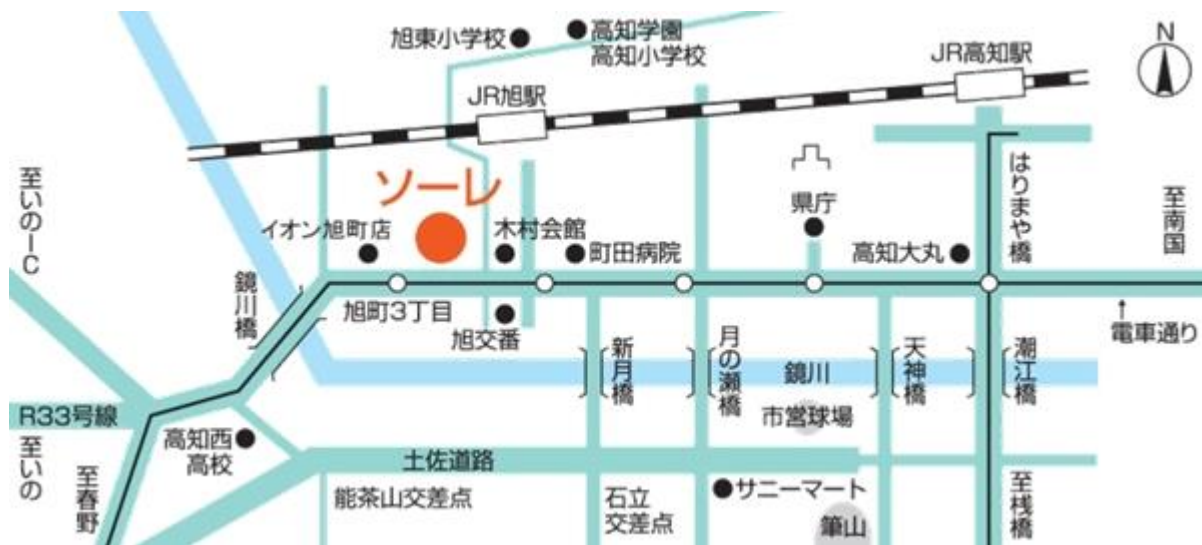 旭東小学校
高知学園
高知小学校
N
JR高知駅
JR旭駅
ソーレ
至いのIC
はりまや橋
至南国
県庁
イオン旭町店
木村会館
町田病院
高知大丸
鏡川橋
旭町3丁目
旭交番
新月橋
月の瀬橋
鏡川
天神橋
潮江橋
↑
電車通り
R33号線
市営球場
高知西
高校
至いの
至春野
土佐道路
能茶山交差点
石立
交差点
サニーマート
筆山
至桟橋